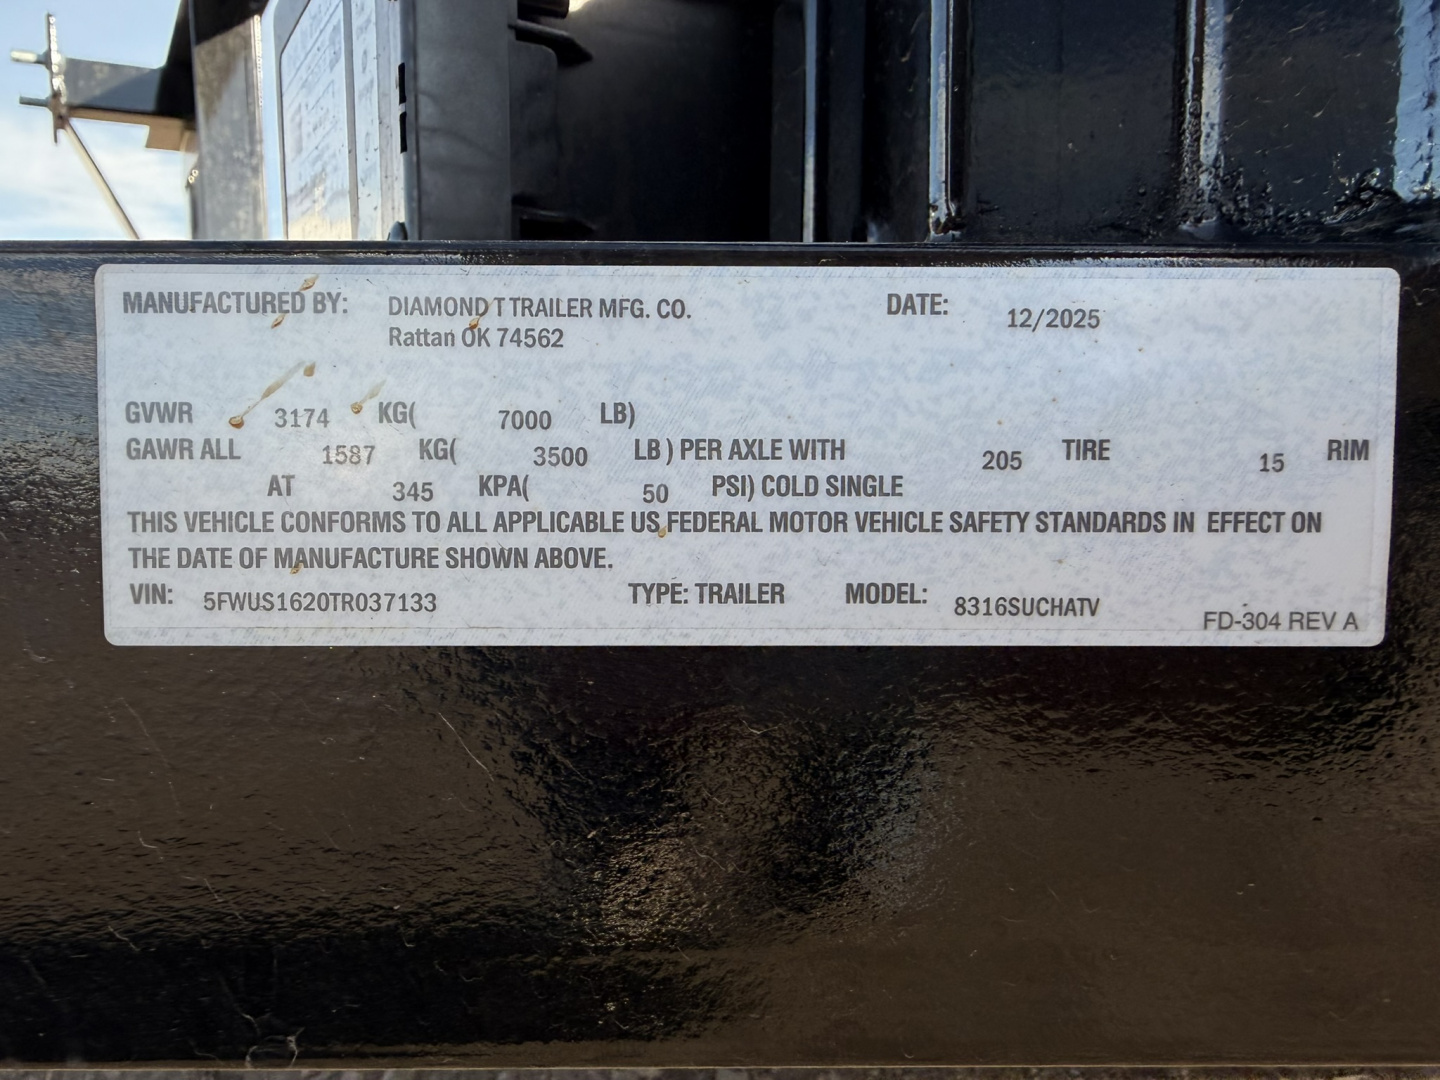 MANUFACTURED BY: DIAMOND T TRAILER MFG. CO. DATE: 12/2025
Rattan OK 74562
GVWR 3174 KG( 7000 LB)
GAWR ALL 1587 KG( 3500 LB ) PER AXLE WITH 205 TIRE 15 RIM
AT 345 KPA( 50 PSI) COLD SINGLE
THIS VEHICLE CONFORMS TO ALL APPLICABLE US FEDERAL MOTOR VEHICLE SAFETY STANDARDS IN EFFECT ON
THE DATE OF MANUFACTURE SHOWN ABOVE.
VIN: 5FWUS1620TR037133 TYPE: TRAILER MODEL: 8316SUCHATV
FD-304 REV A